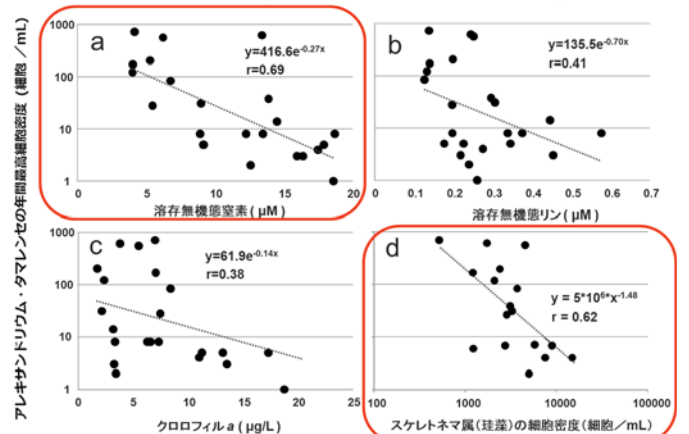 アレキサンドリウム・タマレンセの年間最高細胞密度 (細胞 ／mL)
a
y=416.6e-0.27x
r=0.69
1000
100
10
1
0
5
10
15
20
溶存無機態窒素 ( μM )
b
y=135.5e-0.70x
r=0.41
0
0.1
0.2
0.3
0.4
0.5
0.6
0.7
溶存無機態リン ( μM )
c
y=61.9e-0.14x
r=0.38
1000
100
10
1
0
5
10
15
20
25
クロロフィル a ( μg/L )
d
y = 5*10⁶*x-1.48
r = 0.62
100
1000
10000
100000
スケレトネマ属(珪藻)の細胞密度(細胞／mL)